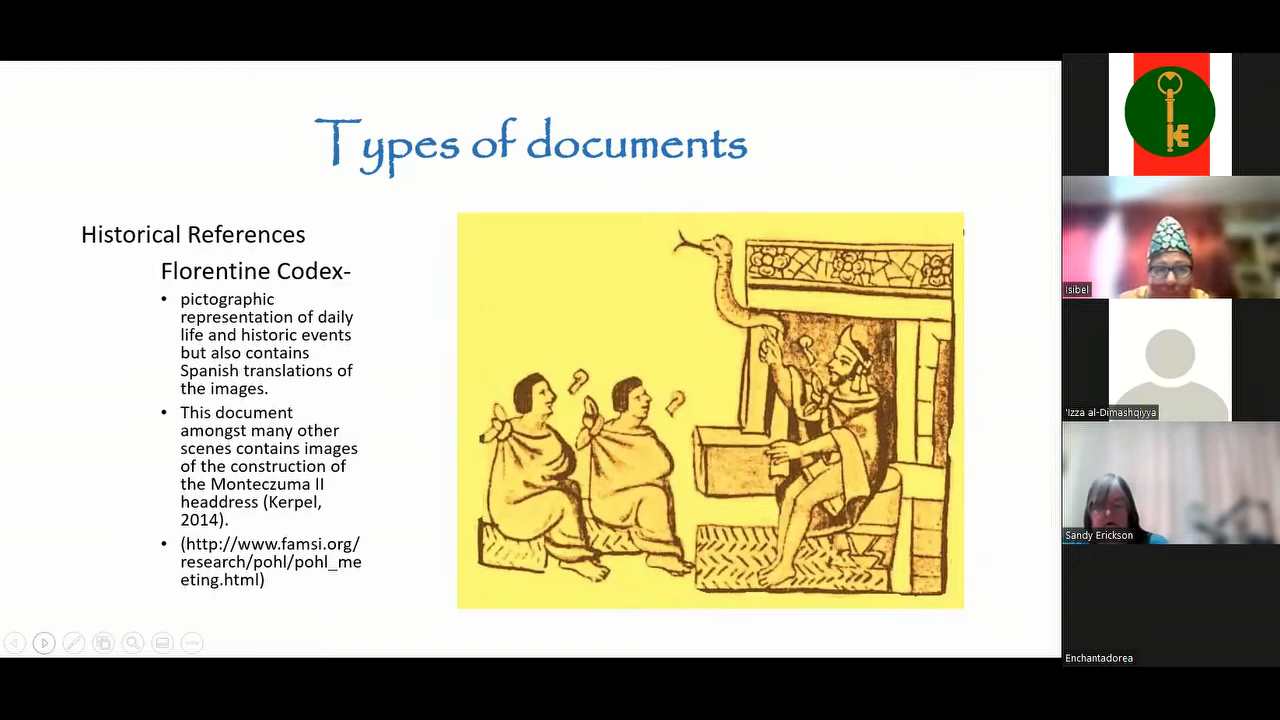 Types of documents
Historical References
Florentine Codex-
• pictographic
representation of daily
life and historic events
but also contains
Spanish translations of
the images.
• This document
amongst many other
scenes contains images
of the construction of
the Monteczuma II
headdress (Kerpel,
2014).
• (http://www.famsi.org/
research/pohl/pohl_me
eting.html)
Isibel
'Izza al-Dimashqiyya
Sandy Erickson
Enchantadorea